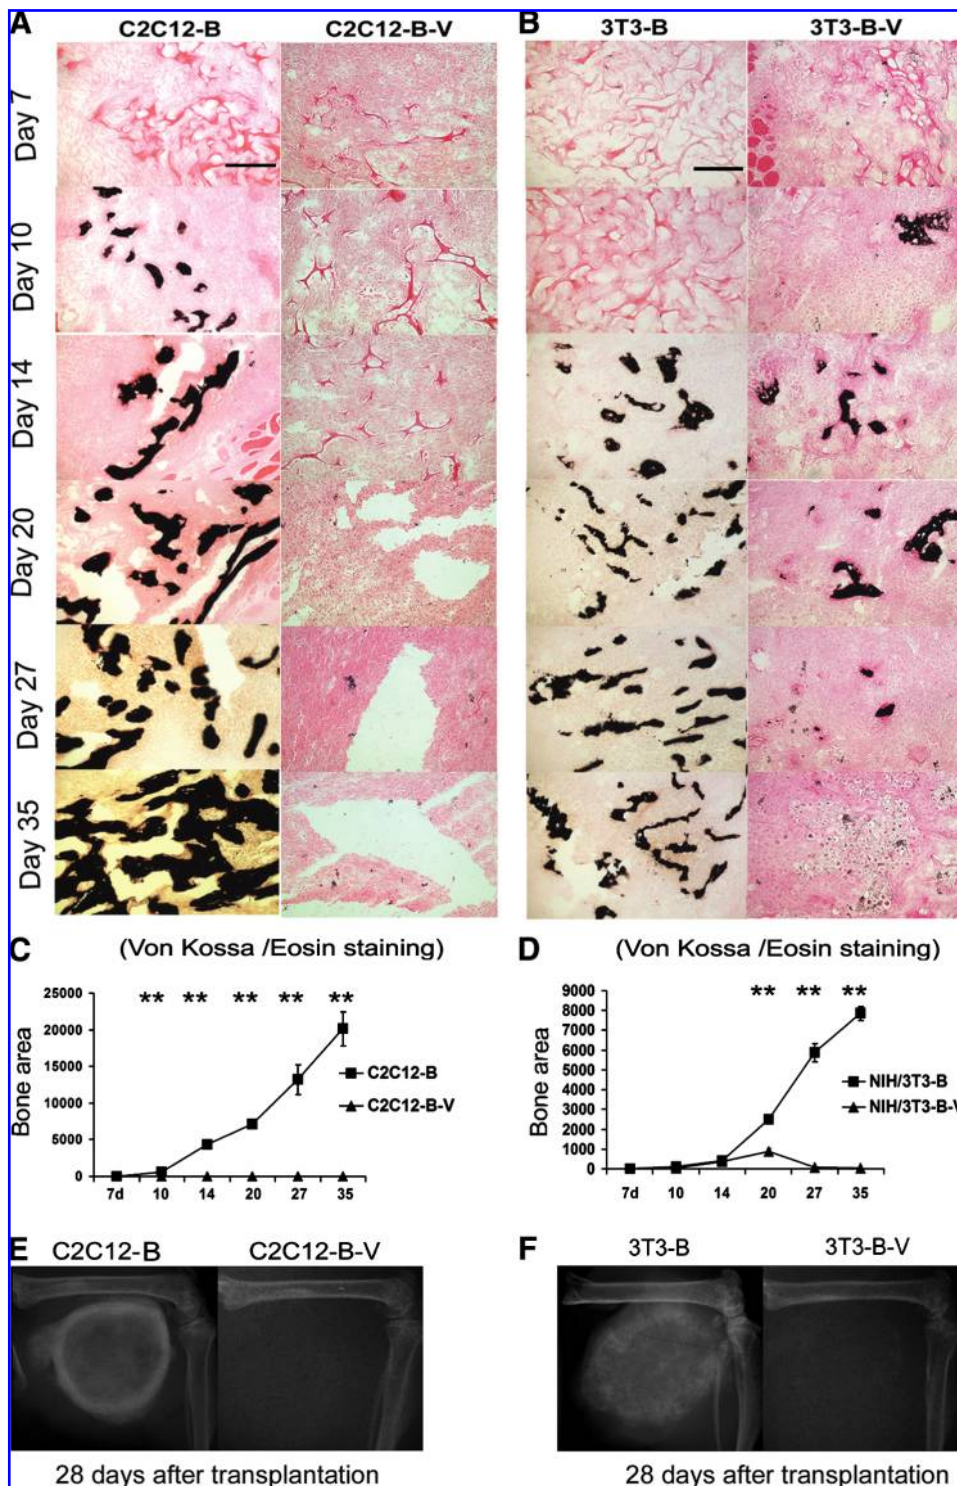 A C2C12-B C2C12-B-V B 3T3-B 3T3-B-V
Day 7
Day 10
Day 14
Day 20
Day 27
Day 35
C (Von Kossa /Eosin staining) D (Von Kossa /Eosin staining)
** ** ** ** **
Bone area
25000
20000
15000
10000
5000
0
7d 10 14 20 27 35
C2C12-B
C2C12-B-V
** ** **
Bone area
9000
8000
7000
6000
5000
4000
3000
2000
1000
0
7d 10 14 20 27 35
NIH/3T3-B
NIH/3T3-B-V
E C2C12-B C2C12-B-V F 3T3-B 3T3-B-V
28 days after transplantation 28 days after transplantation